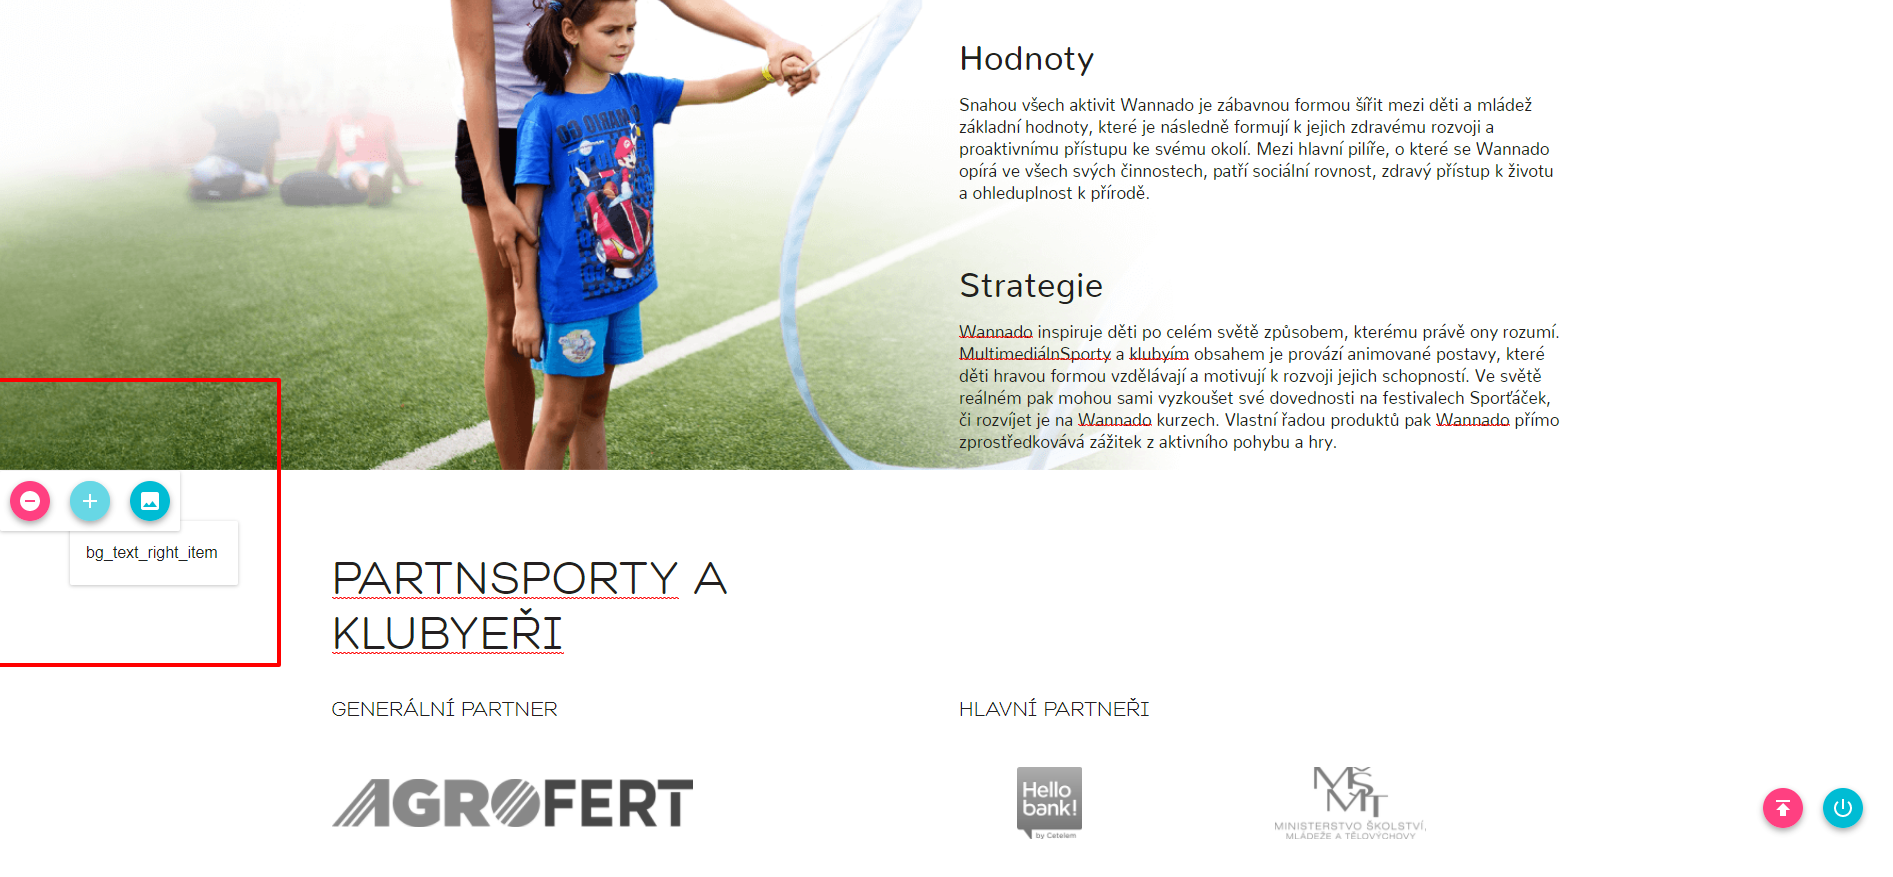 Hodnoty
Snahou všech aktivit Wannado je zábavnou formou šířit mezi děti a mládež
základní hodnoty, které je následně formují k jejich zdravému rozvoji a
proaktivnímu přístupu ke svému okolí. Mezi hlavní pilíře, o které se Wannado
opírá ve všech svých činnostech, patří sociální rovnost, zdravý přístup k životu
a ohleduplnost k přírodě.
Strategie
Wannado inspiruje děti po celém světě způsobem, kterému právě ony rozumí.
MultimediálnSporty a klubyím obsahem je provází animované postavy, které
děti hravou formou vzdělávají a motivují k rozvoji jejich schopností. Ve světě
reálném pak mohou sami vyzkoušet své dovednosti na festivalech Sporťáček,
či rozvíjet je na Wannado kurzech. Vlastní řadou produktů pak Wannado přímo
zprostředkovává zážitek z aktivního pohybu a hry.
bg_text_right_item
PARTNSPORTY A
KLUBYEŘI
GENERÁLNÍ PARTNER
HLAVNÍ PARTNEŘI
AGROFERT
Hello
bank!
by Cetelem
MŠ
MT
MINISTERSTVO ŠKOLSTVÍ,
MLÁDEŽE A TĚLOVÝCHOVY